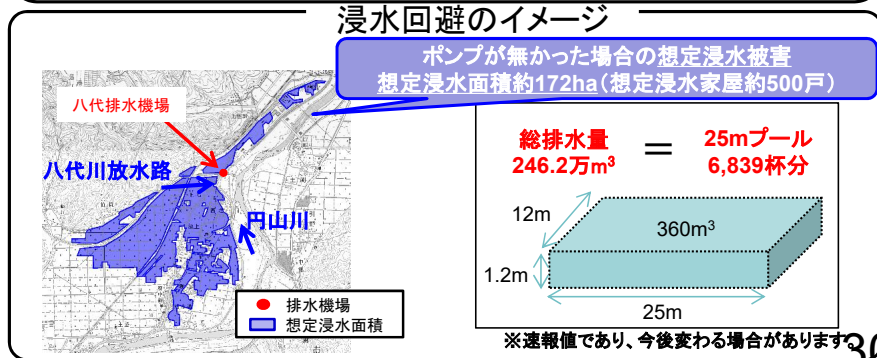 浸水回避のイメージ
ポンプが無かった場合の想定浸水被害
想定浸水面積約172ha(想定浸水家屋約500戸)
八代排水機場
八代川放水路
円山川
排水機場
想定浸水面積
総排水量
246.2万m³
=
25mプール
6,839杯分
12m
360m³
1.2m
25m
※速報値であり、今後変わる場合があります。